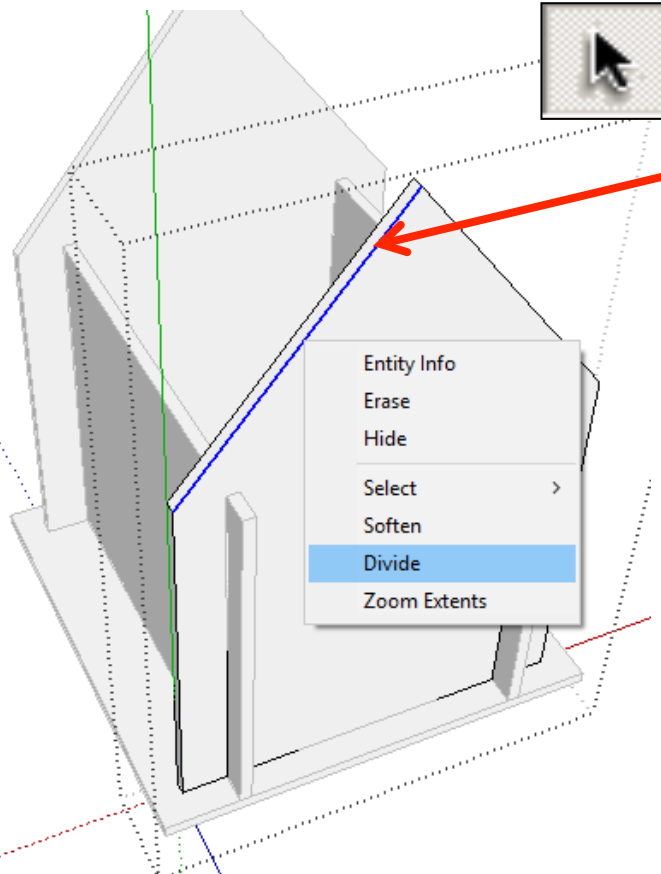 Entity Info
Erase
Hide
Select
Soften
Divide
Zoom Extents